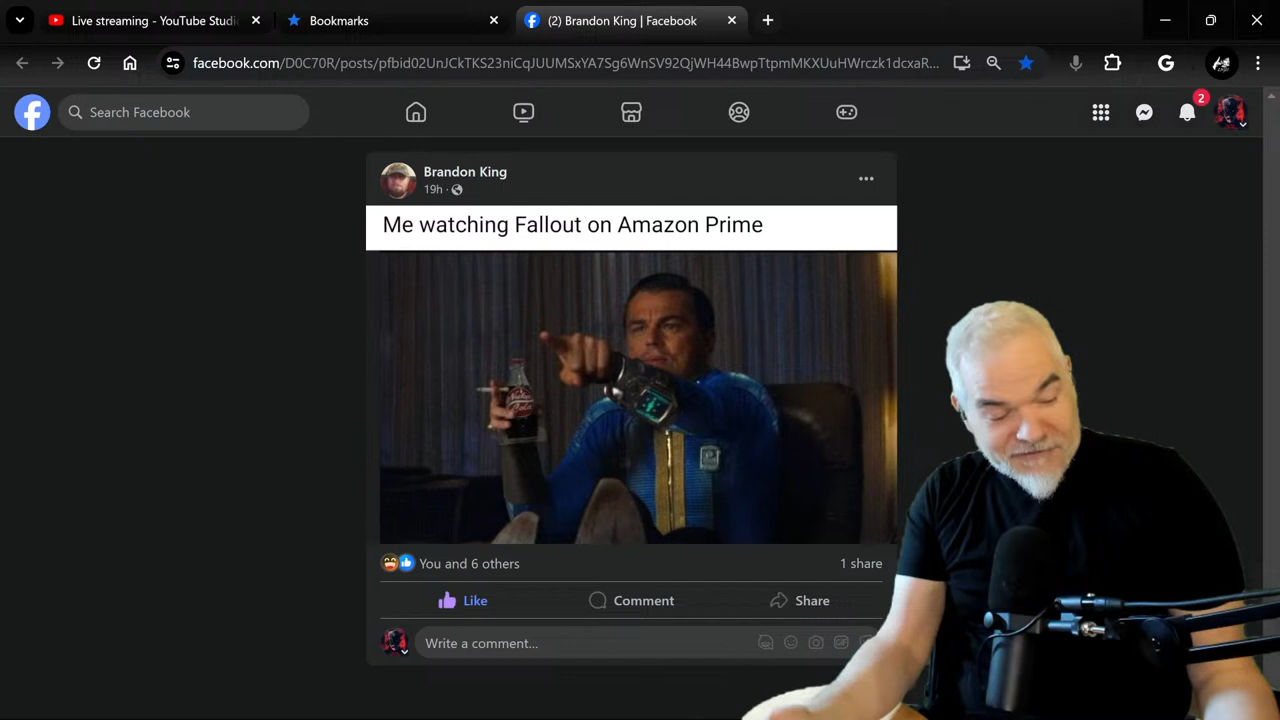 Live streaming - YouTube Studi
Bookmarks
(2) Brandon King | Facebook
facebook.com/D0C70R/posts/pfbid02UnJCkTKS23niCqJUUMSxYA7Sg6WnSV92QjWH44BwpTtpmMKXUuHWrczk1dcxaR...
Search Facebook
2
Brandon King
19h ·
Me watching Fallout on Amazon Prime
You and 6 others
1 share
Like
Comment
Share
Write a comment...
GIF